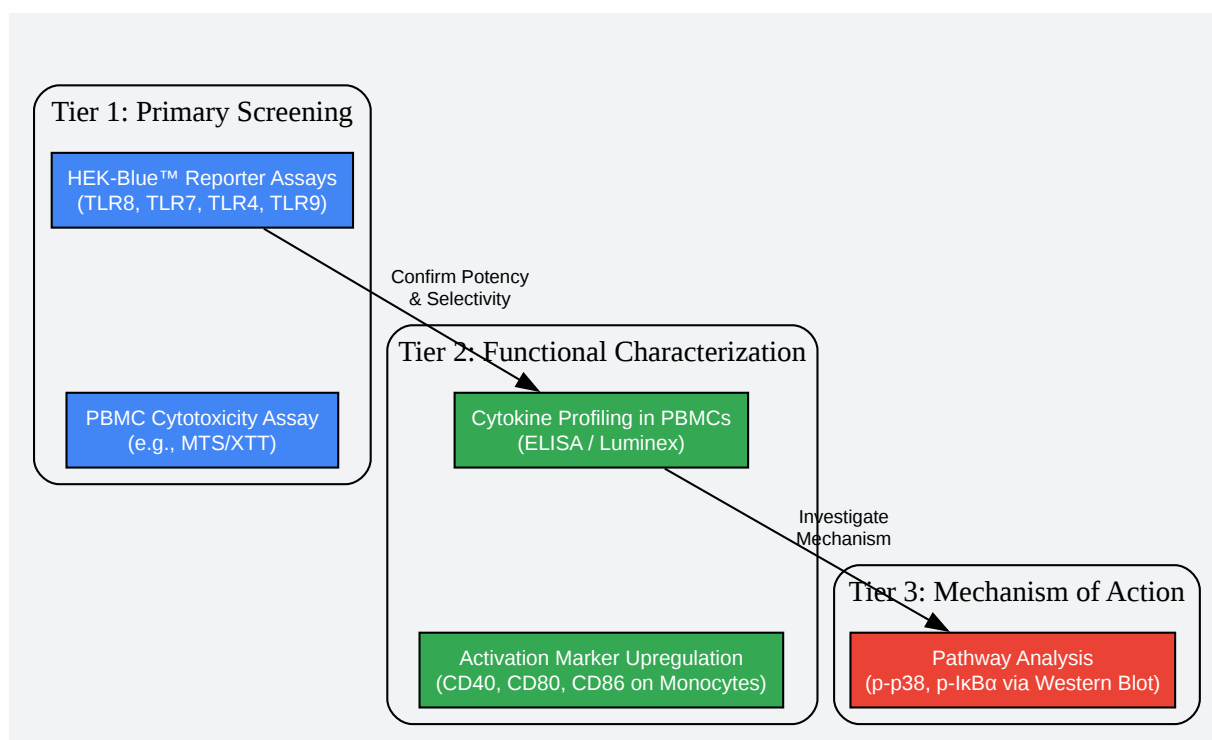 Tier 1: Primary Screening
HEK-Blue™ Reporter Assays
(TLR8, TLR7, TLR4, TLR9)
Confirm Potency
& Selectivity
PBMC Cytotoxicity Assay
(e.g., MTS/XTT)
Tier 2: Functional Characterization
Cytokine Profiling in PBMCs
(ELISA / Luminex)
Investigate
Mechanism
Activation Marker Upregulation
(CD40, CD80, CD86 on Monocytes)
Tier 3: Mechanism of Action
Pathway Analysis
(p-p38, p-IκBα via Western Blot)